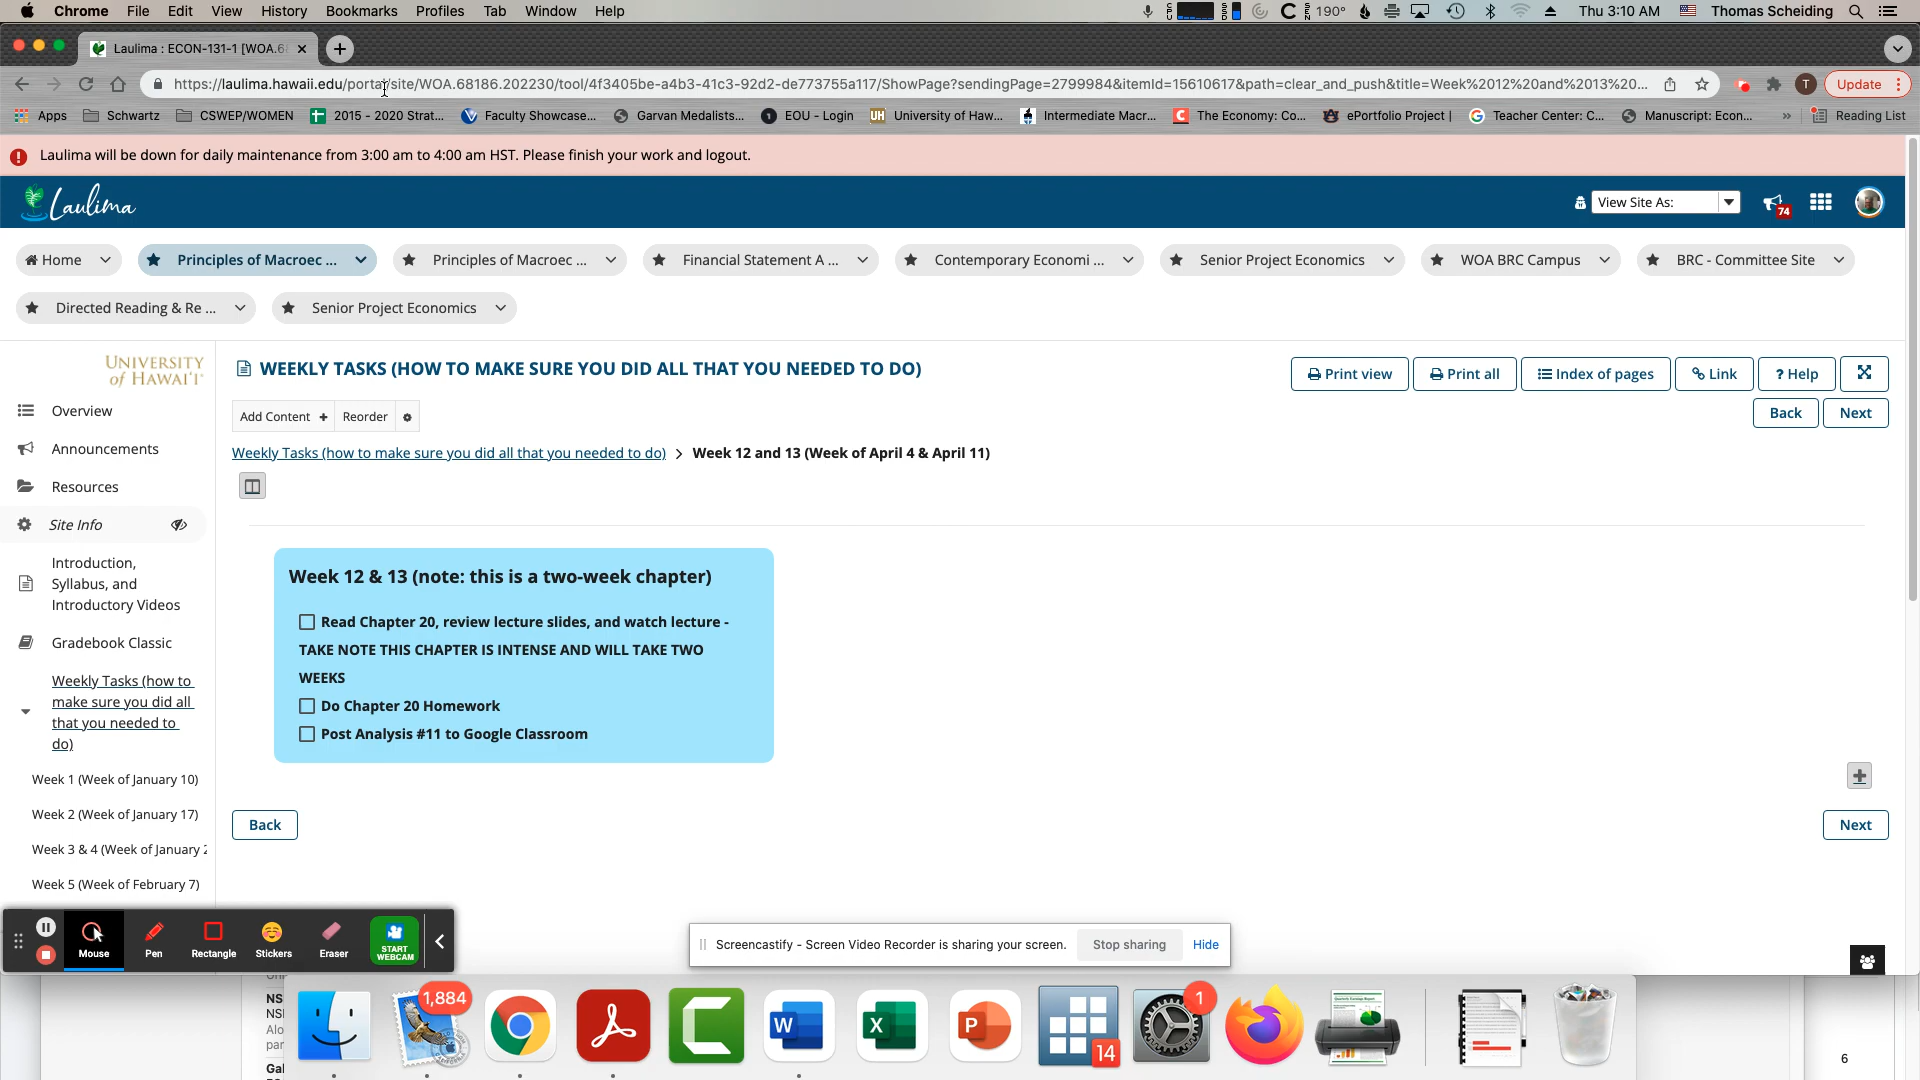 Chrome File Edit View History Bookmarks Profiles Tab Window Help 190° Thu 3:10 AM Thomas Scheiding
Laulima : ECON-131-1 [WOA.6
https://laulima.hawaii.edu/portal/site/WOA.68186.202230/tool/4f3405be-a4b3-41c3-92d2-de773755a117/ShowPage?sendingPage=2799984&itemId=15610617&path=clear_and_push&title=Week%2012%20and%2013%20... T Update
Apps Schwartz CSWEP/WOMEN 2015 - 2020 Strat... Faculty Showcase... Garvan Medalists... EOU - Login University of Haw... Intermediate Macr... The Economy: Co... ePortfolio Project | Teacher Center: C... Manuscript: Econ... » Reading List
Laulima will be down for daily maintenance from 3:00 am to 4:00 am HST. Please finish your work and logout.
Laulima View Site As: 74
Home Principles of Macroec ... Principles of Macroec ... Financial Statement A ... Contemporary Economi ... Senior Project Economics WOA BRC Campus BRC - Committee Site
Directed Reading & Re ... Senior Project Economics
UNIVERSITY
of HAWAI'I®
Overview
Announcements
Resources
Site Info
Introduction,
Syllabus, and
Introductory Videos
Gradebook Classic
Weekly Tasks (how to
make sure you did all
that you needed to
do)
Week 1 (Week of January 10)
Week 2 (Week of January 17)
Week 3 & 4 (Week of January 2
Week 5 (Week of February 7)
WEEKLY TASKS (HOW TO MAKE SURE YOU DID ALL THAT YOU NEEDED TO DO)
Print view Print all Index of pages Link ? Help
Add Content + Reorder
Back Next
Weekly Tasks (how to make sure you did all that you needed to do) > Week 12 and 13 (Week of April 4 & April 11)
Week 12 & 13 (note: this is a two-week chapter)
Read Chapter 20, review lecture slides, and watch lecture -
TAKE NOTE THIS CHAPTER IS INTENSE AND WILL TAKE TWO
WEEKS
Do Chapter 20 Homework
Post Analysis #11 to Google Classroom
Back Next
Mouse Pen Rectangle Stickers Eraser START
WEBCAM
Screencastify - Screen Video Recorder is sharing your screen. Stop sharing Hide
NS
NSI
Alo
par
Gal
1,884 W X P 14 1
6